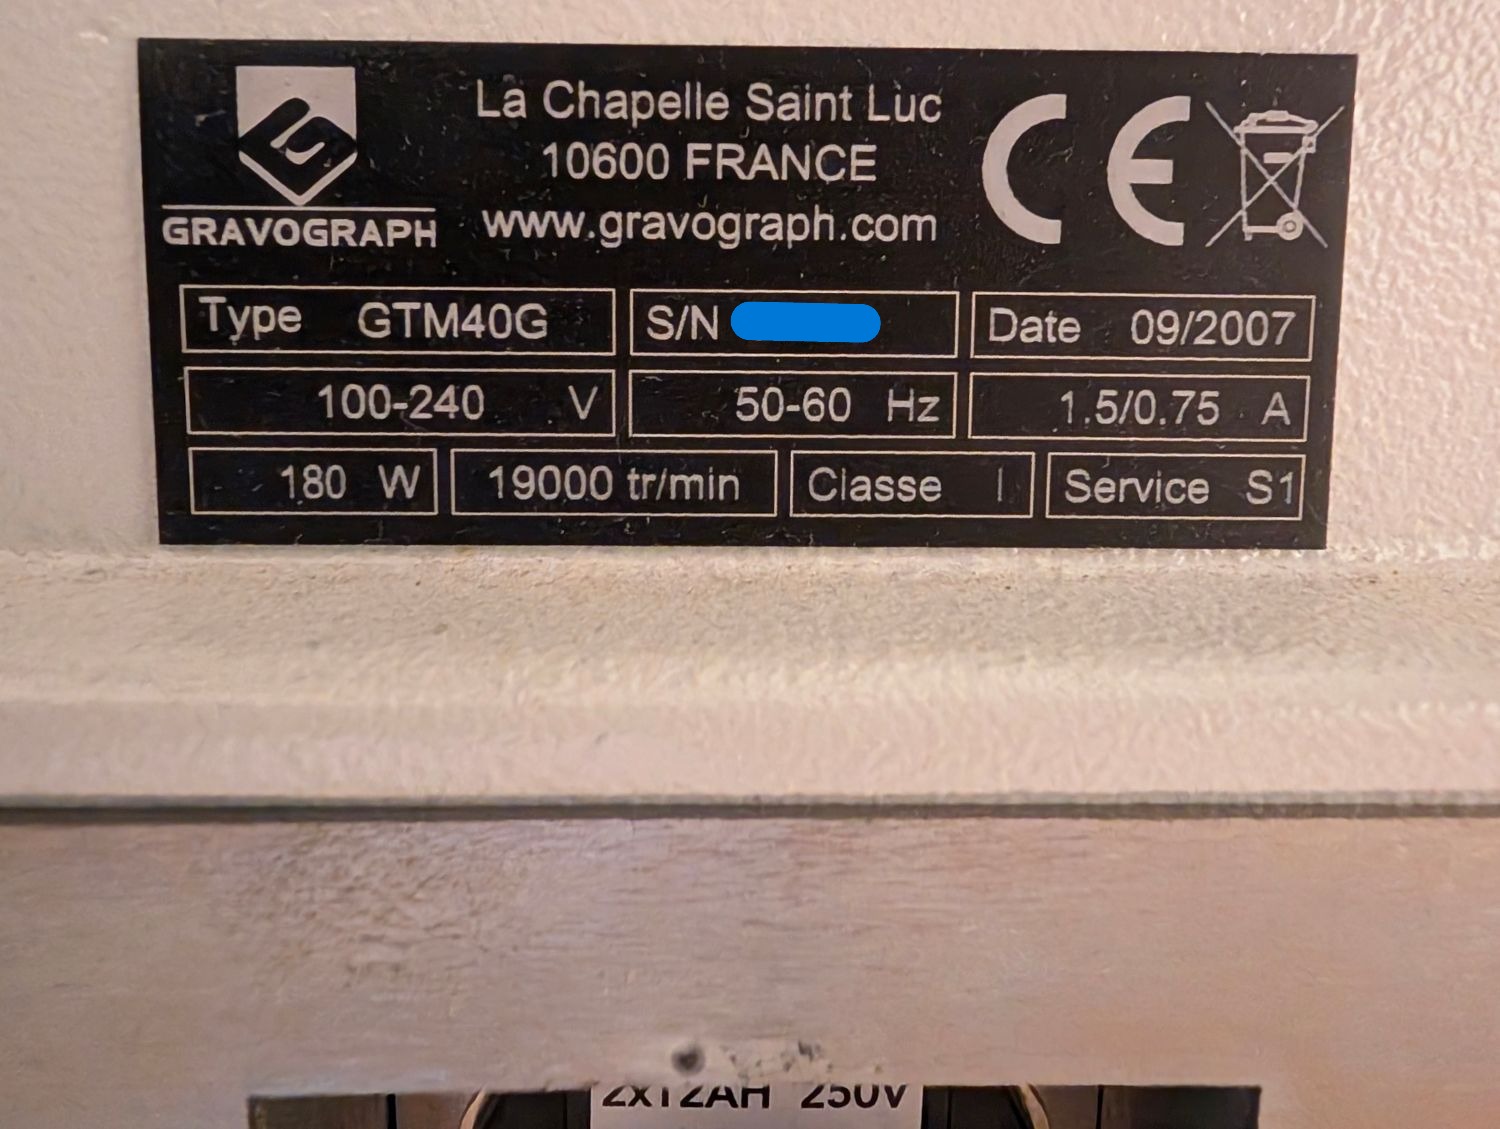 La Chapelle Saint Luc
10600 FRANCE
www.gravograph.com
GRAVOGRAPH
CE
Type GTM40G
S/N
Date 09/2007
100-240 V
50-60 Hz
1.5/0.75 A
180 W
19000 tr/min
Classe I
Service S1
2x12AH 250V